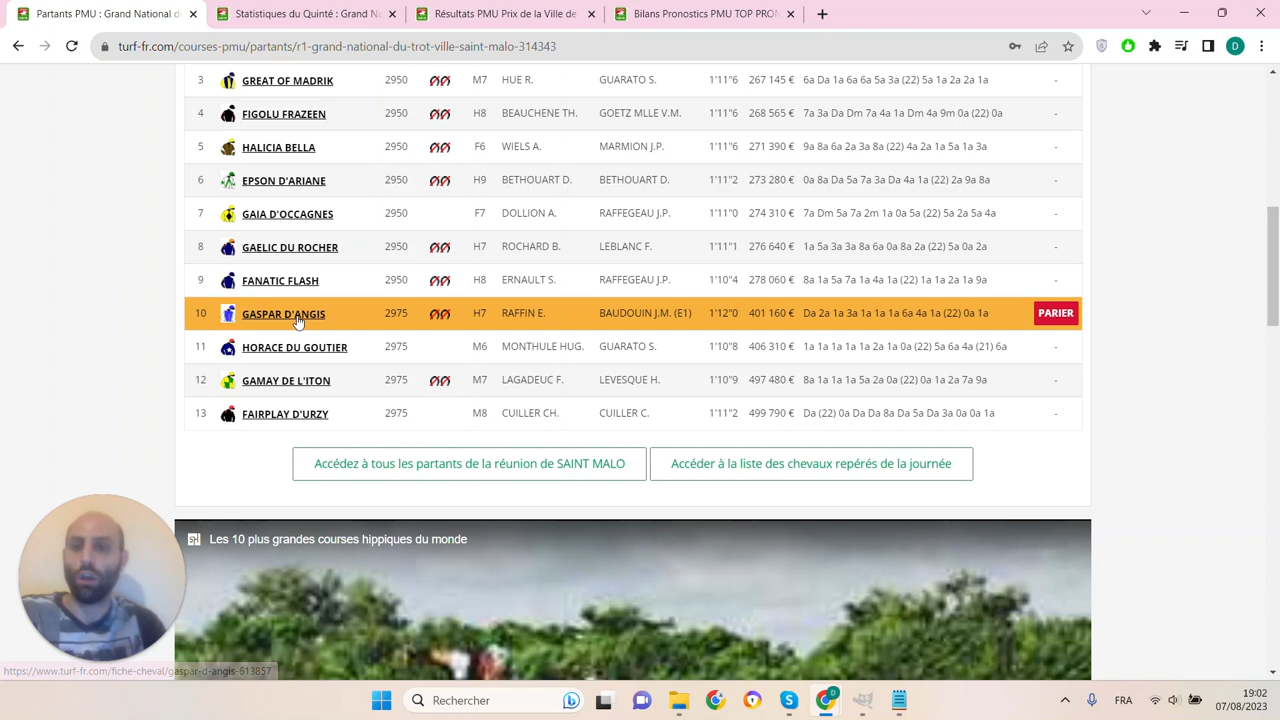 Partants PMU : Grand National d
Statistiques du Quinté : Grand N
Résultats PMU Prix de la Ville de
Bilans Pronostics PMU TOP PRON
turf-fr.com/courses-pmu/partants/r1-grand-national-du-trot-ville-saint-malo-314343
D
3 GREAT OF MADRIK 2950 M7 HUE R. GUARATO S. 1'11"6 267 145 € 6a Da 1a 6a 6a 5a 3a (22) 5a 1a 2a 2a 1a -
4 FIGOLU FRAZEEN 2950 H8 BEAUCHENE TH. GOETZ MLLE V.M. 1'11"6 268 565 € 7a 3a Da Dm 7a 4a 1a Dm 4a 9m 0a (22) 0a -
5 HALICIA BELLA 2950 F6 WIELS A. MARMION J.P. 1'11"6 271 390 € 9a 8a 6a 2a 3a 8a (22) 4a 2a 1a 5a 1a 3a -
6 EPSON D'ARIANE 2950 H9 BETHOUART D. BETHOUART D. 1'11"2 273 280 € 0a 8a Da 5a 7a 3a Da 4a 1a (22) 2a 9a 8a -
7 GAIA D'OCCAGNES 2950 F7 DOLLION A. RAFFEGEAU J.P. 1'11"0 274 310 € 7a Dm 5a 7a 2m 1a 0a 5a (22) 5a 2a 5a 4a -
8 GAELIC DU ROCHER 2950 H7 ROCHARD B. LEBLANC F. 1'11"1 276 640 € 1a 5a 3a 3a 8a 6a 0a 8a 2a (22) 5a 0a 2a -
9 FANATIC FLASH 2950 H8 ERNAULT S. RAFFEGEAU J.P. 1'10"4 278 060 € 8a 1a 5a 7a 1a 4a 1a (22) 1a 1a 2a 1a 9a -
10 GASPAR D'ANGIS 2975 H7 RAFFIN E. BAUDOUIN J.M. (E1) 1'12"0 401 160 € Da 2a 1a 3a 1a 1a 1a 6a 4a 1a (22) 0a 1a PARIER
11 HORACE DU GOUTIER 2975 M6 MONTHULE HUG. GUARATO S. 1'10"8 406 310 € 1a 1a 1a 1a 2a 1a 0a (22) 5a 6a 4a (21) 6a -
12 GAMAY DE L'ITON 2975 M7 LAGADEUC F. LEVESQUE H. 1'10"9 497 480 € 8a 1a 1a 1a 5a 2a 0a (22) 0a 1a 2a 7a 9a -
13 FAIRPLAY D'URZY 2975 M8 CUILLER CH. CUILLER C. 1'11"2 499 790 € Da (22) 0a Da Da 8a Da 5a Da 3a 0a 0a 1a -
Accédez à tous les partants de la réunion de SAINT MALO
Accéder à la liste des chevaux repérés de la journée
SH Les 10 plus grandes courses hippiques du monde
https://www.turf-fr.com/fiche-cheval/gaspar-d-angis-613857
Rechercher
D
FRA
19:02
07/08/2023